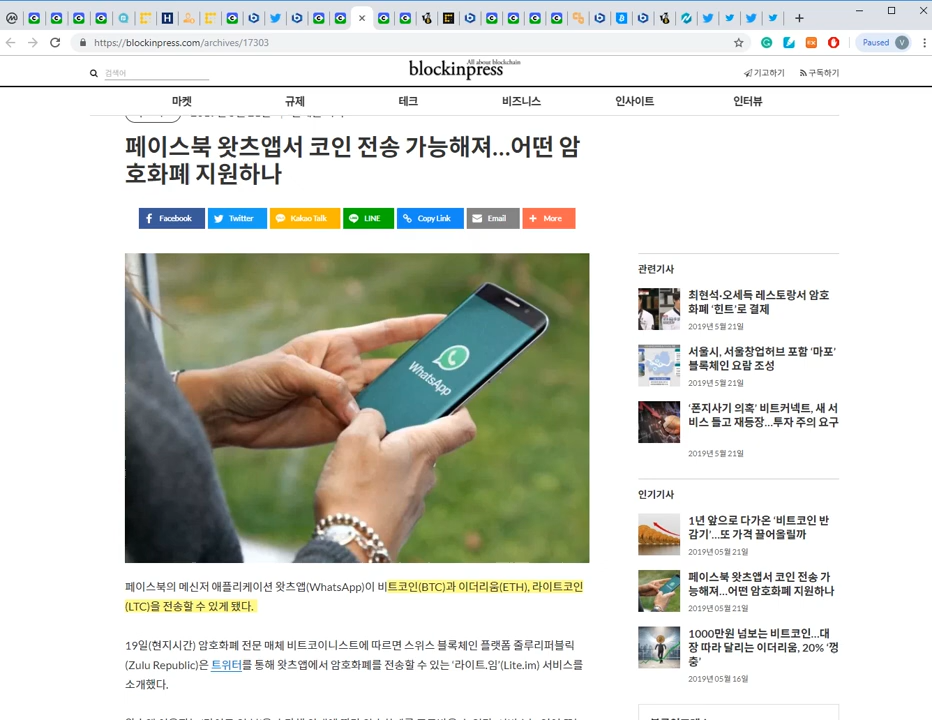 https://blockinpress.com/archives/17303
Paused
V
검색어
All about blockchain
blockinpress
기고하기
구독하기
마켓
규제
테크
비즈니스
인사이트
인터뷰
페이스북 왓츠앱서 코인 전송 가능해져…어떤 암
호화폐 지원하나
Facebook
Twitter
Kakao Talk
LINE
Copy Link
Email
More
WhatsApp
페이스북의 메신저 애플리케이션 왓츠앱(WhatsApp)이 비트코인(BTC)과 이더리움(ETH), 라이트코인
(LTC)을 전송할 수 있게 됐다.
19일(현지시간) 암호화폐 전문 매체 비트코이니스트에 따르면 스위스 블록체인 플랫폼 줄루리퍼블릭
(Zulu Republic)은 트위터를 통해 왓츠앱에서 암호화폐를 전송할 수 있는 ‘라이트.임’(Lite.im) 서비스를
소개했다.
관련기사
최현석·오세득 레스토랑서 암호
화폐 ‘힌트’로 결제
2019년 5월 21일
서울시, 서울창업허브 포함 ‘마포’
블록체인 요람 조성
2019년 5월 21일
‘폰지사기 의혹’ 비트커넥트, 새 서
비스 들고 재등장…투자 주의 요구
2019년 5월 21일
인기기사
1년 앞으로 다가온 ‘비트코인 반
감기’…또 가격 끌어올릴까
2019년 05월 21일
페이스북 왓츠앱서 코인 전송 가
능해져…어떤 암호화폐 지원하나
2019년 05월 21일
1000만원 넘보는 비트코인…대
장 따라 달리는 이더리움, 20% ‘껑
충’
2019년 05월 16일